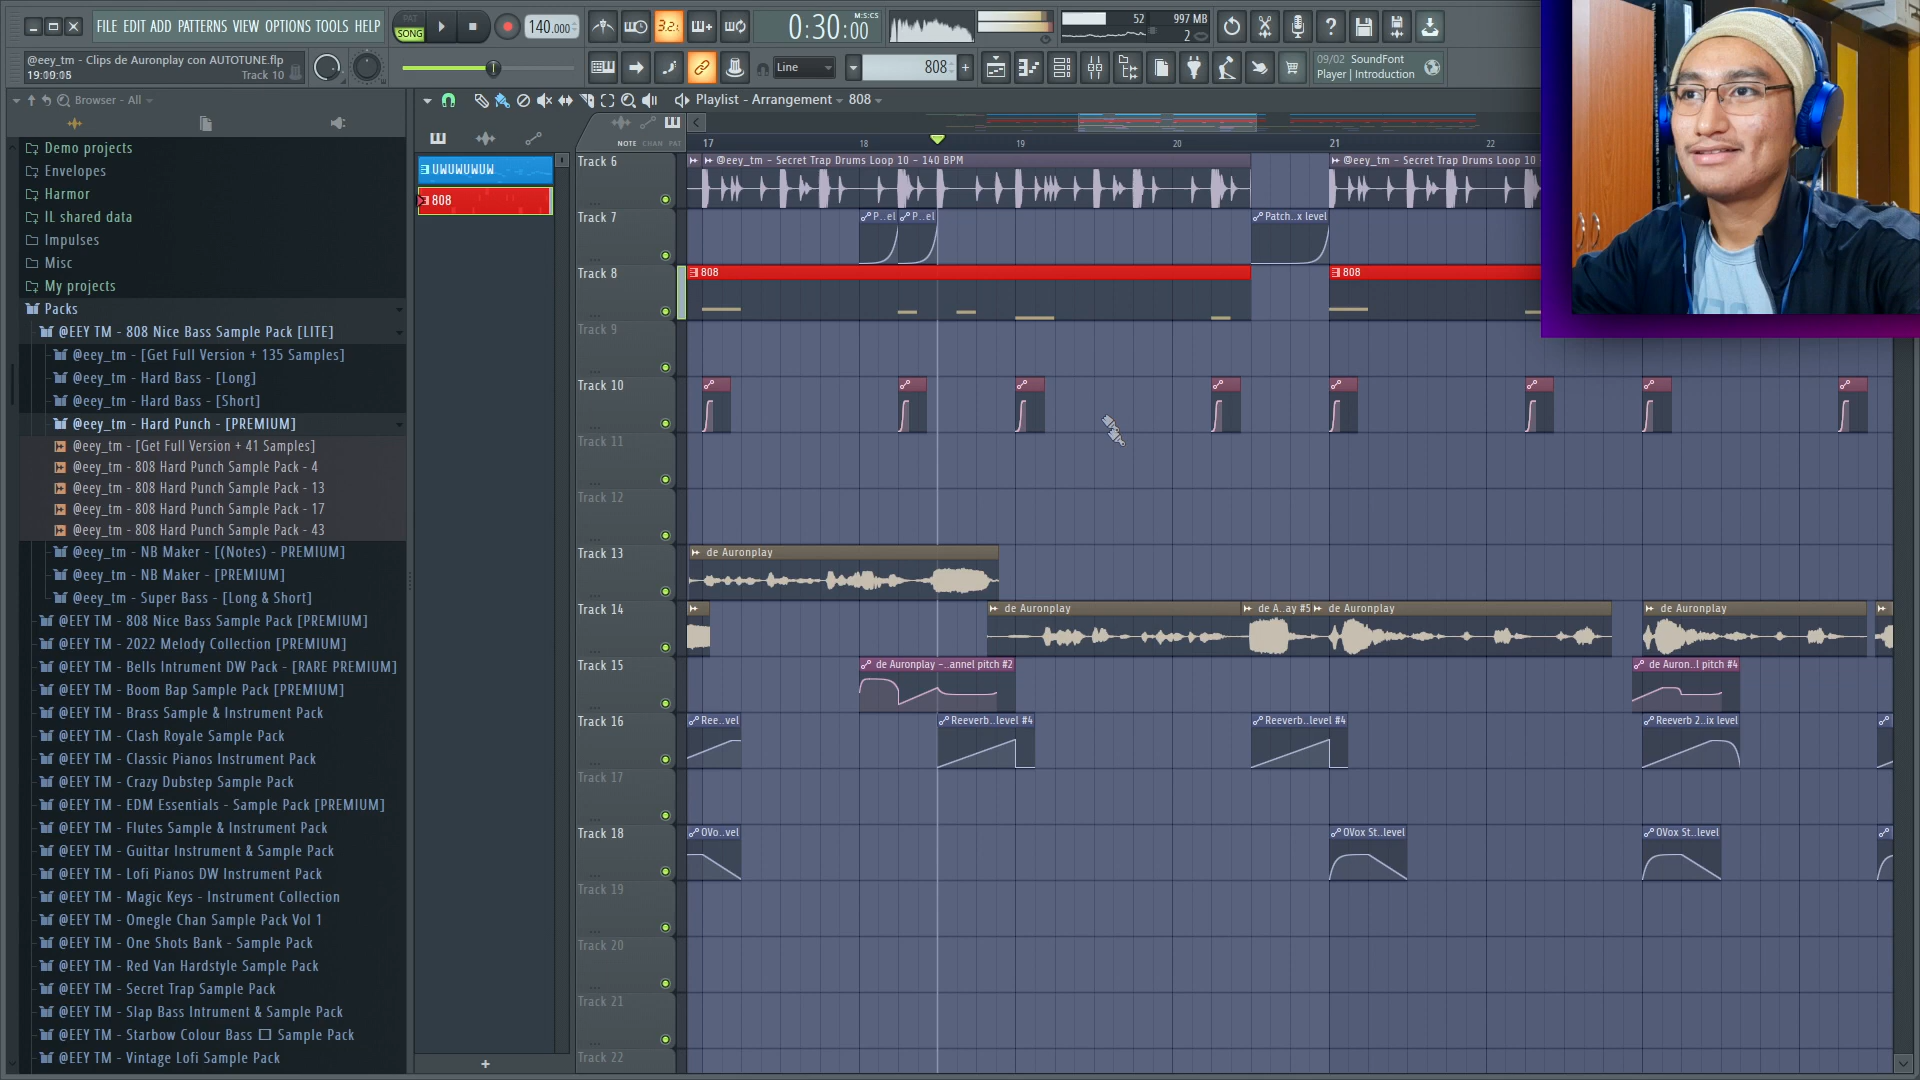 FILE EDIT ADD PATTERNS VIEW OPTIONS TOOLS HELP
PAT
SONG
140.000
3.2.
0:30:00
M:S:CS
52
997 MB
2
@eey_tm - Clips de Auronplay con AUTOTUNE.flp
19:09:05
Track 10
Line
808
09/02 SoundFont
Player | Introduction
Browser - All
Playlist - Arrangement
808
NOTE CHAN PAT
17
18
19
20
21
22
Demo projects
Envelopes
Harmor
IL shared data
Impulses
Misc
My projects
Packs
@EEY TM - 808 Nice Bass Sample Pack [LITE]
@eey_tm - [Get Full Version + 135 Samples]
@eey_tm - Hard Bass - [Long]
@eey_tm - Hard Bass - [Short]
@eey_tm - Hard Punch - [PREMIUM]
@eey_tm - [Get Full Version + 41 Samples]
@eey_tm - 808 Hard Punch Sample Pack - 4
@eey_tm - 808 Hard Punch Sample Pack - 13
@eey_tm - 808 Hard Punch Sample Pack - 17
@eey_tm - 808 Hard Punch Sample Pack - 43
@eey_tm - NB Maker - [(Notes) - PREMIUM]
@eey_tm - NB Maker - [PREMIUM]
@eey_tm - Super Bass - [Long & Short]
@EEY TM - 808 Nice Bass Sample Pack [PREMIUM]
@EEY TM - 2022 Melody Collection [PREMIUM]
@EEY TM - Bells Intrument DW Pack - [RARE PREMIUM]
@EEY TM - Boom Bap Sample Pack [PREMIUM]
@EEY TM - Brass Sample & Instrument Pack
@EEY TM - Clash Royale Sample Pack
@EEY TM - Classic Pianos Instrument Pack
@EEY TM - Crazy Dubstep Sample Pack
@EEY TM - EDM Essentials - Sample Pack [PREMIUM]
@EEY TM - Flutes Sample & Instrument Pack
@EEY TM - Guittar Instrument & Sample Pack
@EEY TM - Lofi Pianos DW Instrument Pack
@EEY TM - Magic Keys - Instrument Collection
@EEY TM - Omegle Chan Sample Pack Vol 1
@EEY TM - One Shots Bank - Sample Pack
@EEY TM - Red Van Hardstyle Sample Pack
@EEY TM - Secret Trap Sample Pack
@EEY TM - Slap Bass Intrument & Sample Pack
@EEY TM - Starbow Colour Bass □ Sample Pack
@EEY TM - Vintage Lofi Sample Pack
UWUWUWUW
808
Track 6
@eey_tm - Secret Trap Drums Loop 10 - 140 BPM
@eey_tm - Secret Trap Drums Loop 10
Track 7
P...el
P...el
Patch..x level
Track 8
808
808
Track 9
Track 10
Track 11
Track 12
Track 13
de Auronplay
Track 14
de Auronplay
de A..ay #5
de Auronplay
de Auronplay
Track 15
de Auronplay -..annel pitch #2
de Auron..l pitch #4
Track 16
Ree..vel
Reeverb..level #4
Reeverb..level #4
Reeverb 2..ix level
Track 17
Track 18
OVo..vel
OVox St..level
OVox St..level
Track 19
Track 20
Track 21
Track 22